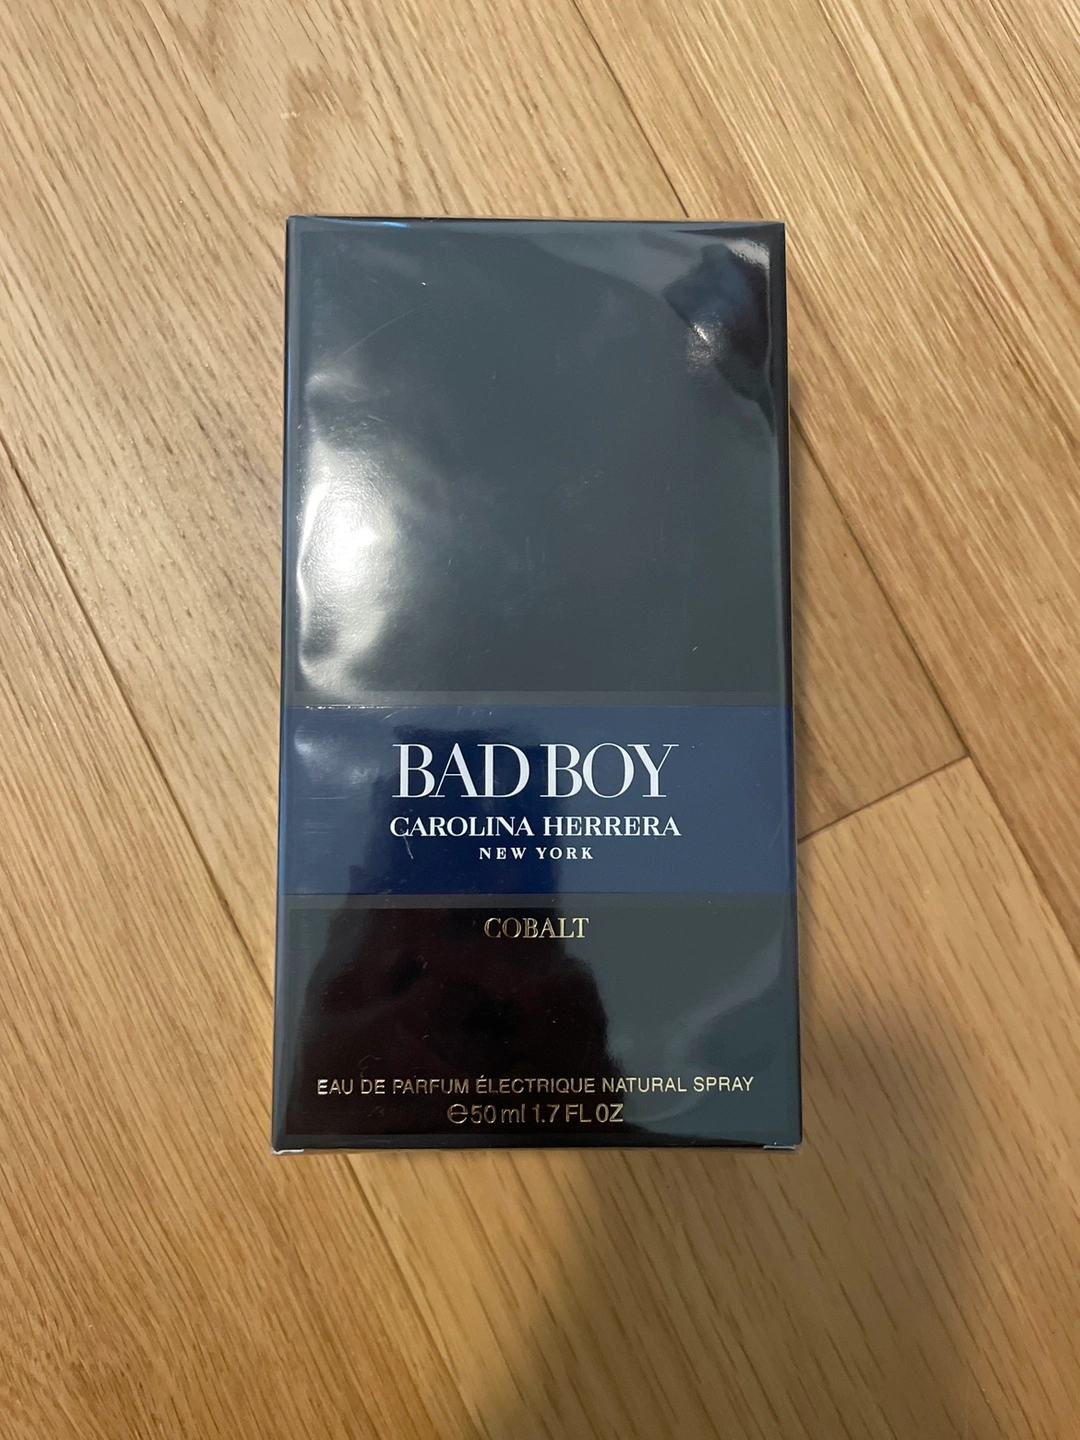 BAD BOY
CAROLINA HERRERA
NEW YORK
COBALT
EAU DE PARFUM ÉLECTRIQUE NATURAL SPRAY
℮50 ml 1.7 FL OZ